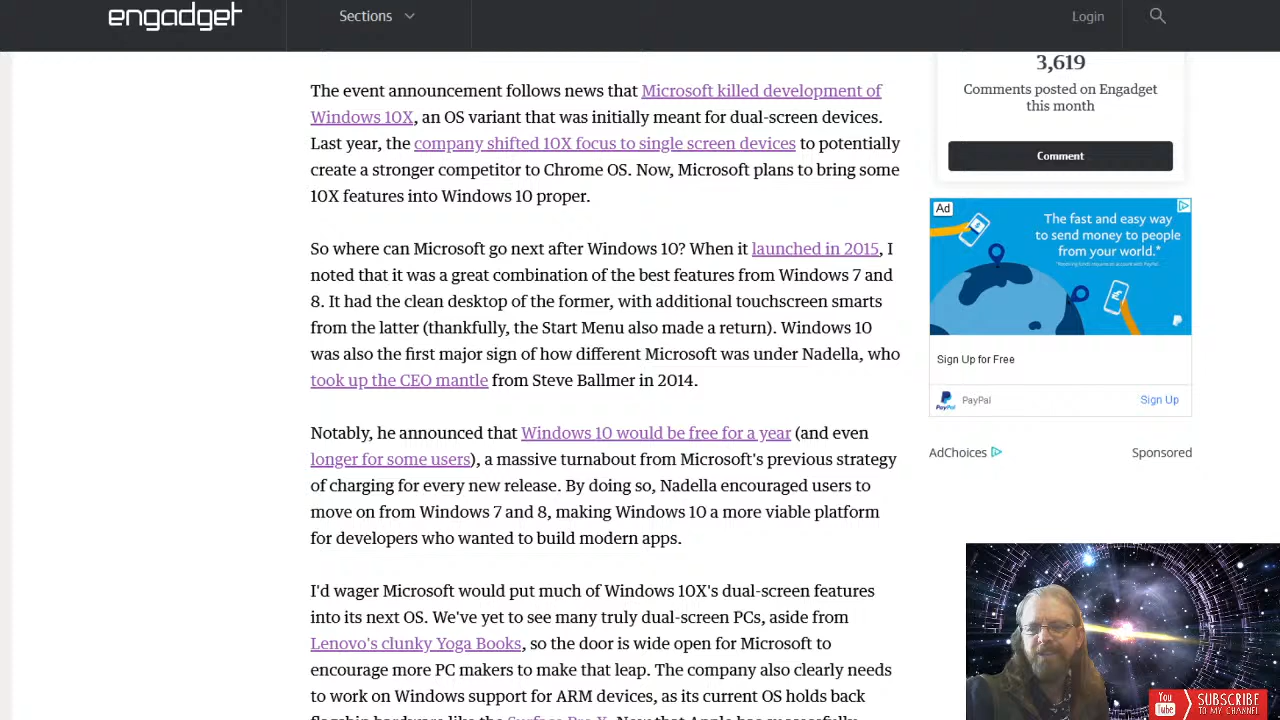 engadget
Sections
Login
The event announcement follows news that Microsoft killed development of
Windows 10X, an OS variant that was initially meant for dual-screen devices.
Last year, the company shifted 10X focus to single screen devices to potentially
create a stronger competitor to Chrome OS. Now, Microsoft plans to bring some
10X features into Windows 10 proper.
So where can Microsoft go next after Windows 10? When it launched in 2015, I
noted that it was a great combination of the best features from Windows 7 and
8. It had the clean desktop of the former, with additional touchscreen smarts
from the latter (thankfully, the Start Menu also made a return). Windows 10
was also the first major sign of how different Microsoft was under Nadella, who
took up the CEO mantle from Steve Ballmer in 2014.
Notably, he announced that Windows 10 would be free for a year (and even
longer for some users), a massive turnabout from Microsoft's previous strategy
of charging for every new release. By doing so, Nadella encouraged users to
move on from Windows 7 and 8, making Windows 10 a more viable platform
for developers who wanted to build modern apps.
I'd wager Microsoft would put much of Windows 10X's dual-screen features
into its next OS. We've yet to see many truly dual-screen PCs, aside from
Lenovo's clunky Yoga Books, so the door is wide open for Microsoft to
encourage more PC makers to make that leap. The company also clearly needs
to work on Windows support for ARM devices, as its current OS holds back
3,619
Comments posted on Engadget
this month
Comment
Ad
The fast and easy way
to send money to people
from your world.*
Sign Up for Free
PayPal
PayPal
Sign Up
AdChoices
Sponsored
You
Tube
SUBSCRIBE
TO MY CHANNEL